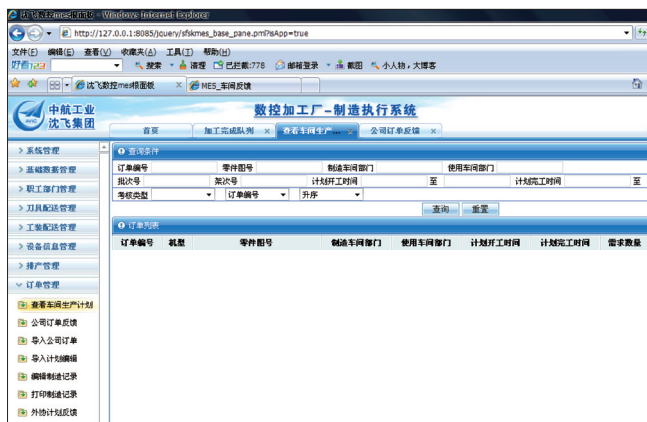 沈飞数控mes根面板 - Windows Internet Explorer
http://127.0.0.1:8085/jquery/sfskmes_base_pane.pm?isApp=true
文件(F) 编辑(E) 查看(V) 收藏夹(A) 工具(T) 帮助(H)
好看123 搜索 清理 已拦截:778 邮箱登录 截图 小人物，大博客
沈飞数控mes根面板 X MES_车间反馈
中航工业
沈飞集团
数控加工厂-制造执行系统
首页 加工完成队列 × 查看车间生产... × 公司订单反馈 ×
系统管理
基础数据管理
职工部门管理
刀具配送管理
工装配送管理
设备信息管理
排产管理
订单管理
查看车间生产计划
公司订单反馈
导入公司订单
导入计划编辑
编辑制造记录
打印制造记录
外协计划反馈
查询条件
订单编号 零件图号 制造车间部门 使用车间部门
批次号 架次号 计划开工时间 至 计划完工时间 至
考核类型 订单编号 升序
查询 重置
订单列表
订单编号 机型 零件图号 制造车间部门 使用车间部门 计划开工时间 计划完工时间 需求数量